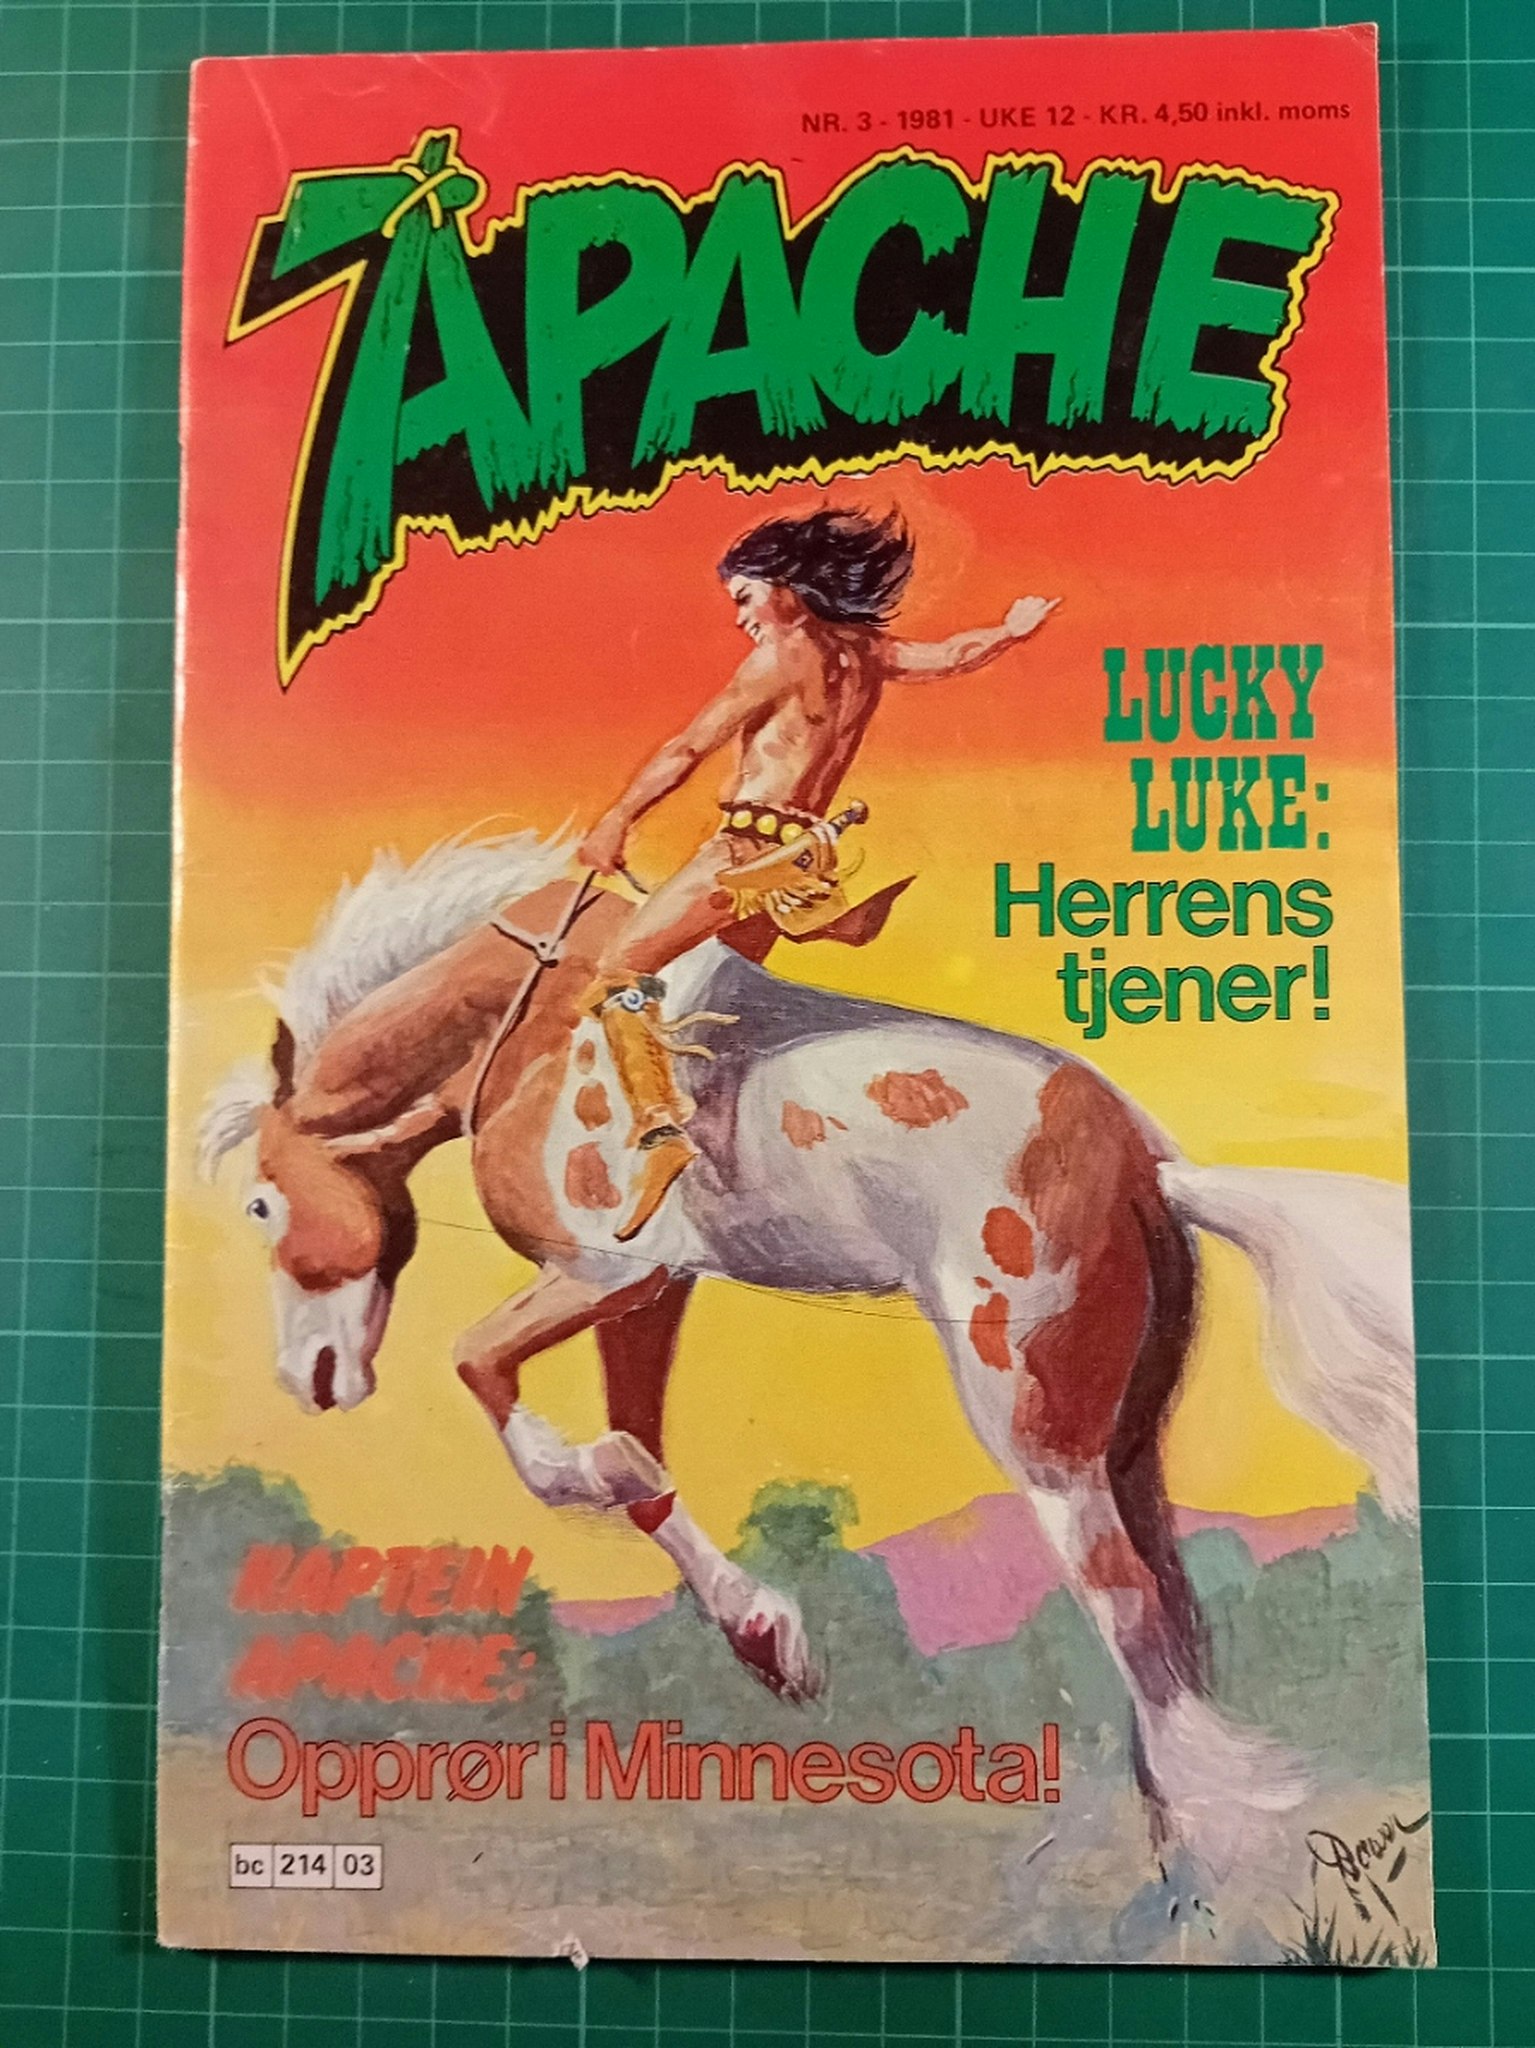 NR. 3 - 1981 - UKE 12 - KR. 4,50 inkl. moms
APACHE
LUCKY
LUKE:
Herrens
tjener!
KAPTEIN
APACHE:
Opprør i Minnesota!
bc 214 03